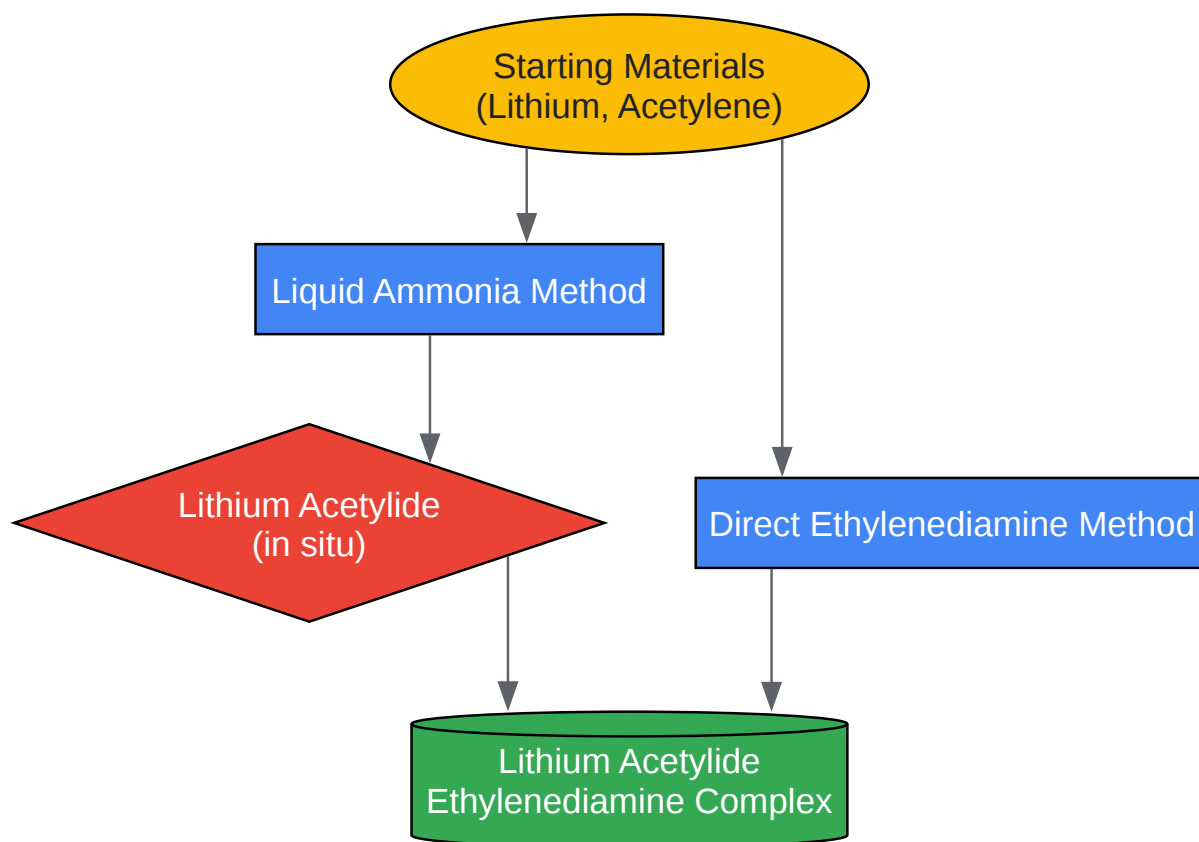 Starting Materials
(Lithium, Acetylene)
Liquid Ammonia Method
Lithium Acetylide
(in situ)
Direct Ethylenediamine Method
Lithium Acetylide
Ethylenediamine Complex